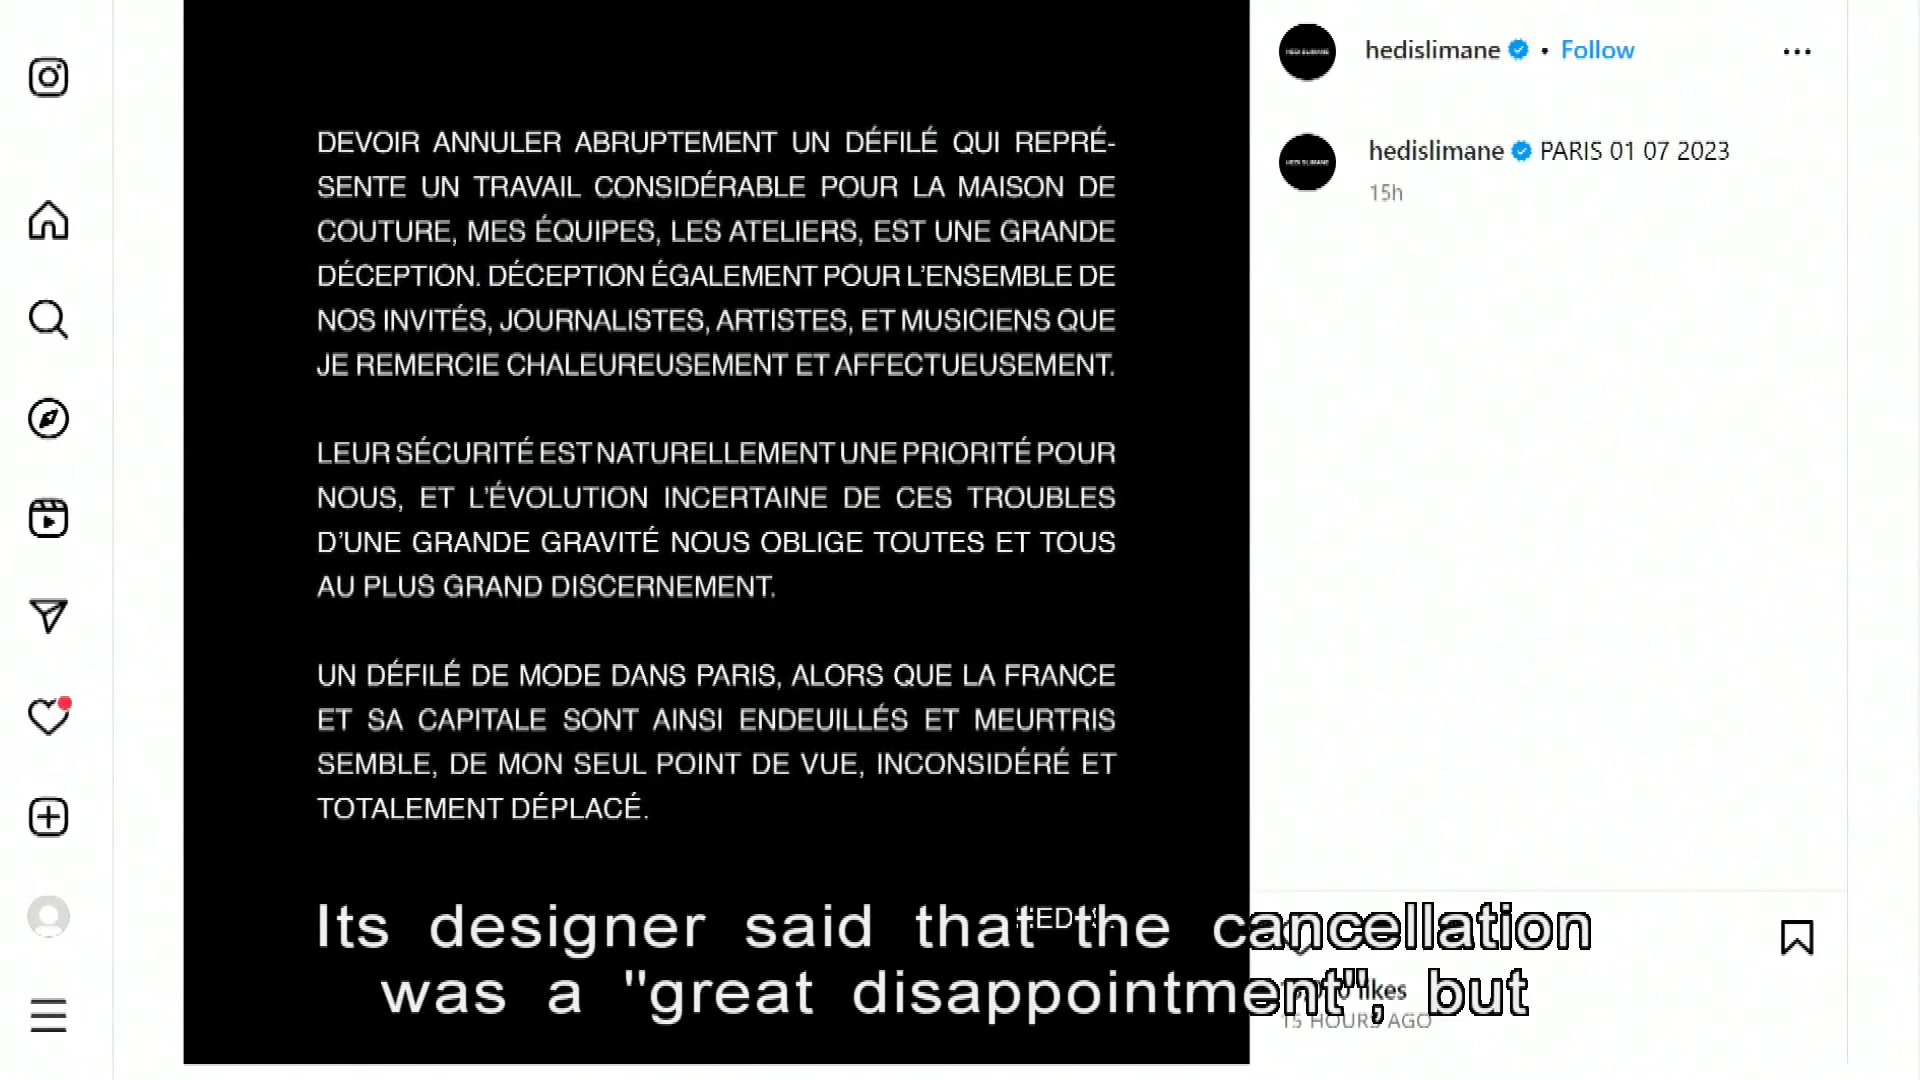 DEVOIR ANNULER ABRUPTEMENT UN DÉFILÉ QUI REPRÉ-
SENTE UN TRAVAIL CONSIDÉRABLE POUR LA MAISON DE
COUTURE, MES ÉQUIPES, LES ATELIERS, EST UNE GRANDE
DÉCEPTION. DÉCEPTION ÉGALEMENT POUR L'ENSEMBLE DE
NOS INVITÉS, JOURNALISTES, ARTISTES, ET MUSICIENS QUE
JE REMERCIE CHALEUREUSEMENT ET AFFECTUEUSEMENT.
LEUR SÉCURITÉ EST NATURELLEMENT UNE PRIORITÉ POUR
NOUS, ET L'ÉVOLUTION INCERTAINE DE CES TROUBLES
D'UNE GRANDE GRAVITÉ NOUS OBLIGE TOUTES ET TOUS
AU PLUS GRAND DISCERNEMENT.
UN DÉFILÉ DE MODE DANS PARIS, ALORS QUE LA FRANCE
ET SA CAPITALE SONT AINSI ENDEUILLÉS ET MEURTRIS
SEMBLE, DE MON SEUL POINT DE VUE, INCONSIDÉRÉ ET
TOTALEMENT DÉPLACÉ.
hedislimane • Follow
HEDI SLIMANE
hedislimane PARIS 01 07 2023
HEDI SLIMANE
15h
likes
15 HOURS AGO
Its designer said that the cancellation
was a "great disappointment", but